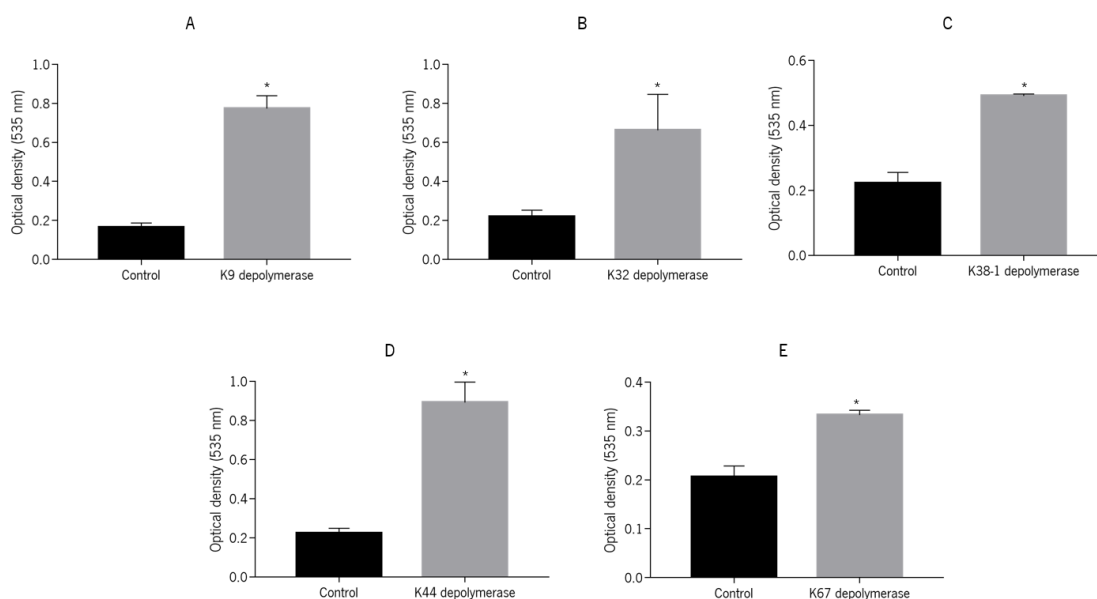 A
Optical density (535 nm)
1.0
0.8
0.6
0.4
0.2
0.0
*
Control
K9 depolymerase
B
Optical density (535 nm)
1.0
0.8
0.6
0.4
0.2
0.0
*
Control
K32 depolymerase
C
Optical density (535 nm)
0.6
0.4
0.2
0.0
*
Control
K38-1 depolymerase
D
Optical density (535 nm)
1.0
0.8
0.6
0.4
0.2
0.0
*
Control
K44 depolymerase
E
Optical density (535 nm)
0.4
0.3
0.2
0.1
0.0
*
Control
K67 depolymerase